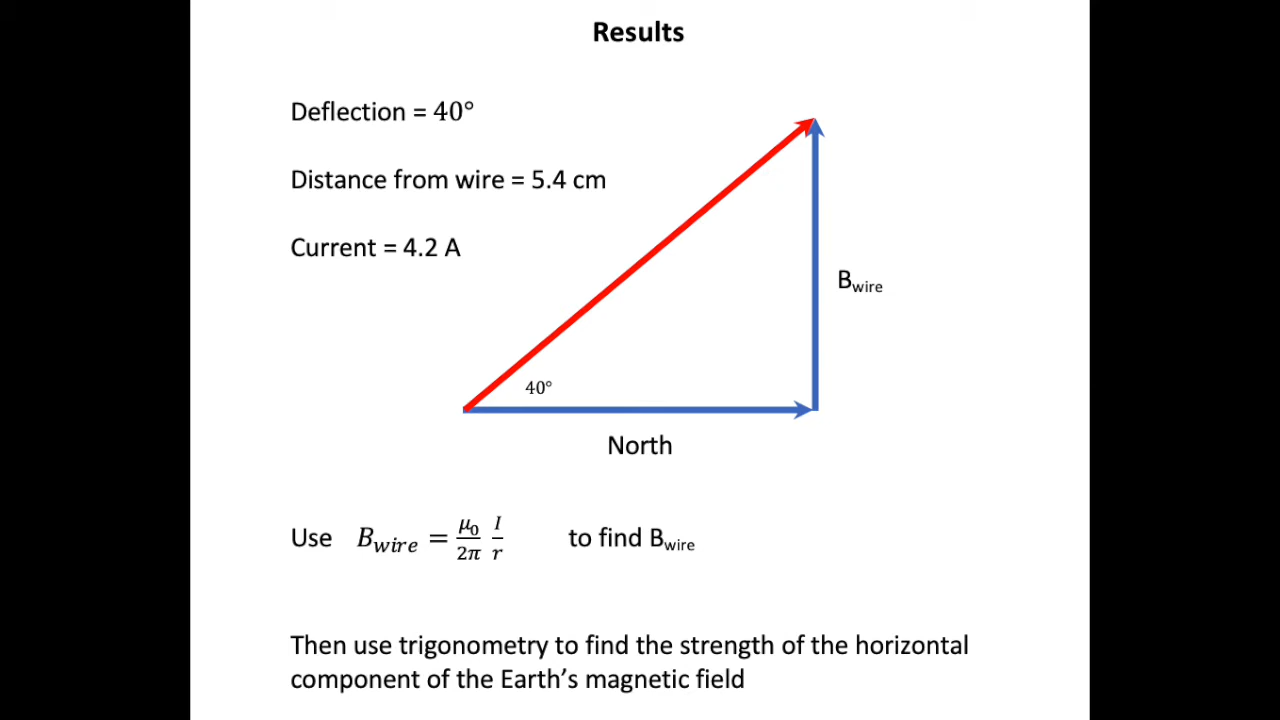 Results
Deflection = 40°
Distance from wire = 5.4 cm
Current = 4.2 A
B_wire
40°
North
Use B_wire = μ₀/2π I/r to find B_wire
Then use trigonometry to find the strength of the horizontal
component of the Earth’s magnetic field